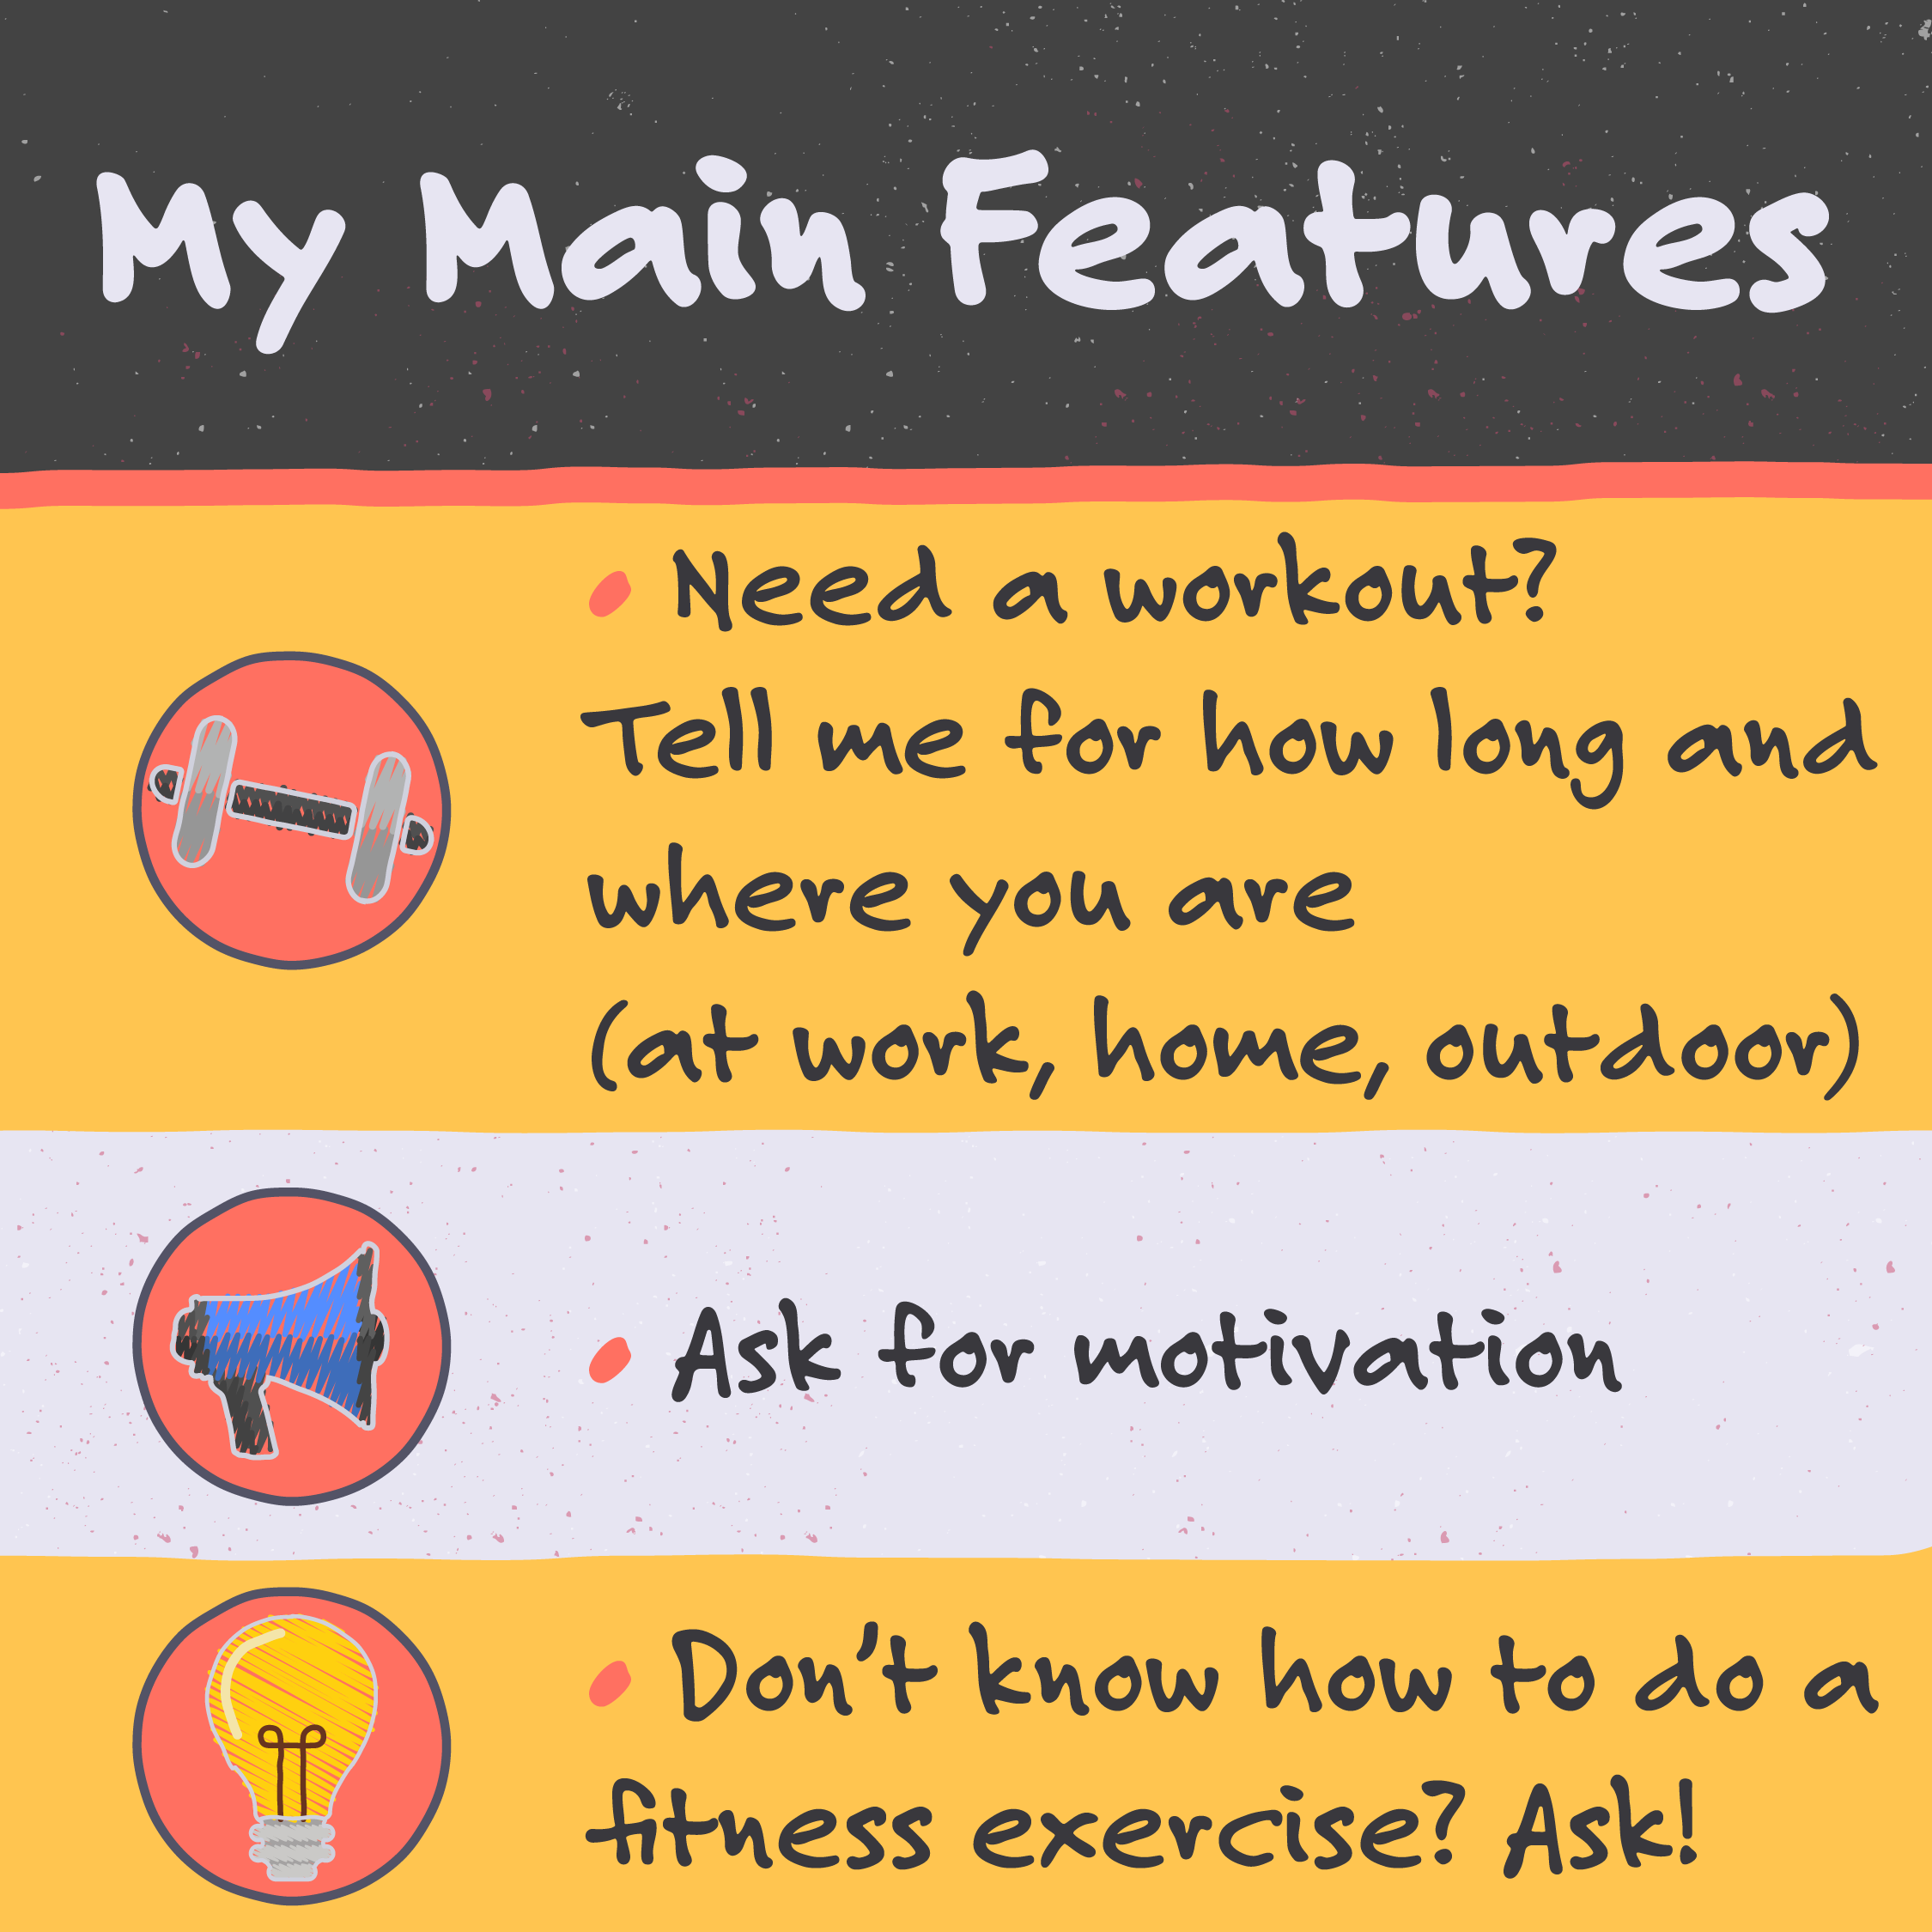 My Main Features
• Need a workout?
Tell me for how long and
where you are
(at work, home, outdoor)
• Ask for motivation
• Don't know how to do a
fitness exercise? Ask!